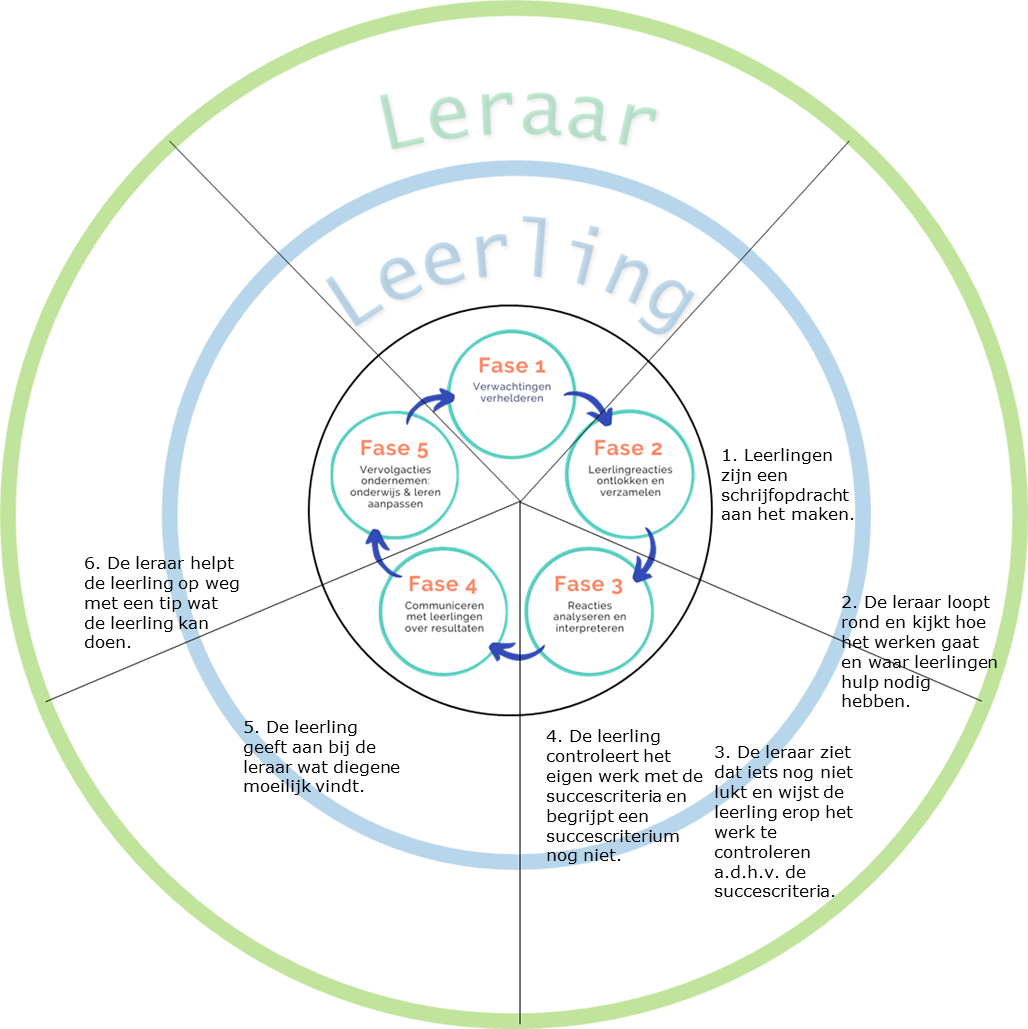 Leraar
Leerling
Fase 1
Verwachtingen
verhelderen
Fase 2
Leerlingreacties
ontlokken en
verzamelen
Fase 3
Reacties
analyseren en
interpreteren
Fase 4
Communiceren
met leerlingen
over resultaten
Fase 5
Vervolgacties
ondernemen:
onderwijs & leren
aanpassen
1. Leerlingen
zijn een
schrijfopdracht
aan het maken.
2. De leraar loopt
rond en kijkt hoe
het werken gaat
en waar leerlingen
hulp nodig
hebben.
3. De leraar ziet
dat iets nog niet
lukt en wijst de
leerling erop het
werk te
controleren
a.d.h.v. de
succescriteria.
4. De leerling
controleert het
eigen werk met de
succescriteria en
begrijpt een
succescriterium
nog niet.
5. De leerling
geeft aan bij de
leraar wat diegene
moeilijk vindt.
6. De leraar helpt
de leerling op weg
met een tip wat
de leerling kan
doen.